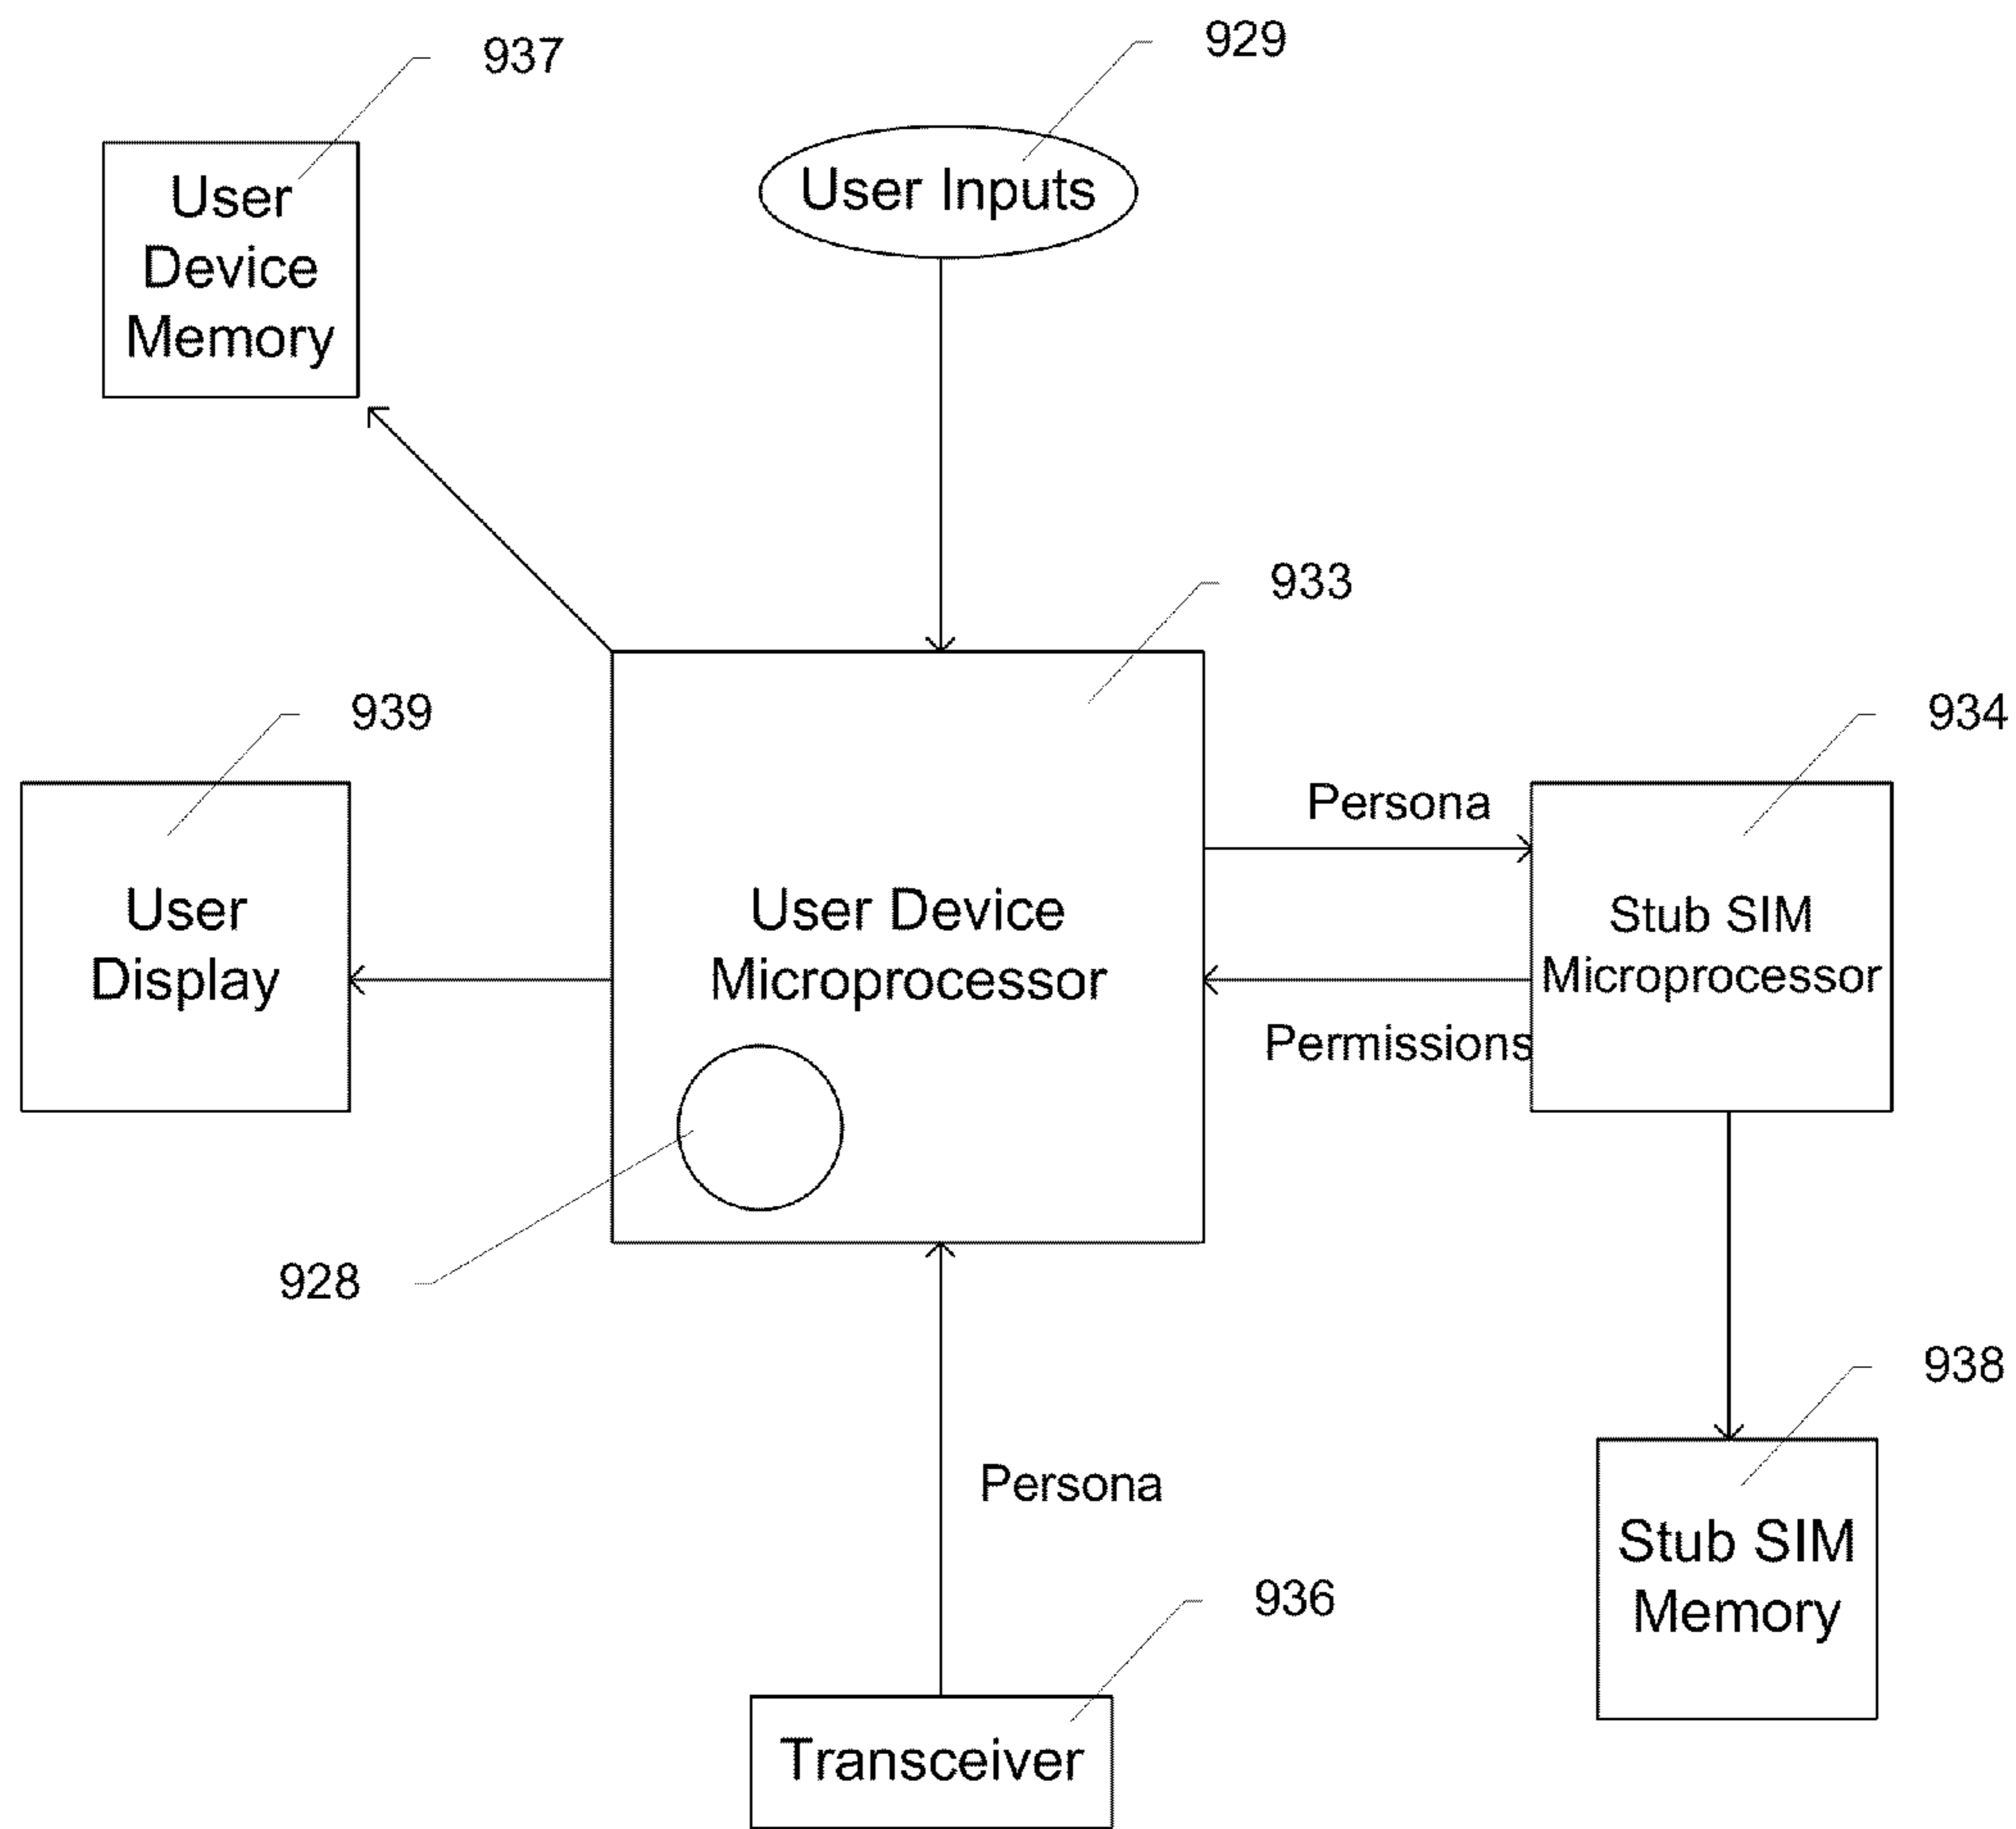 937
929
User
Device
Memory
User Inputs
933
939
934
Persona
User
Display
User Device
Microprocessor
Stub SIM
Microprocessor
Permissions
928
938
Persona
Stub SIM
Memory
936
Transceiver